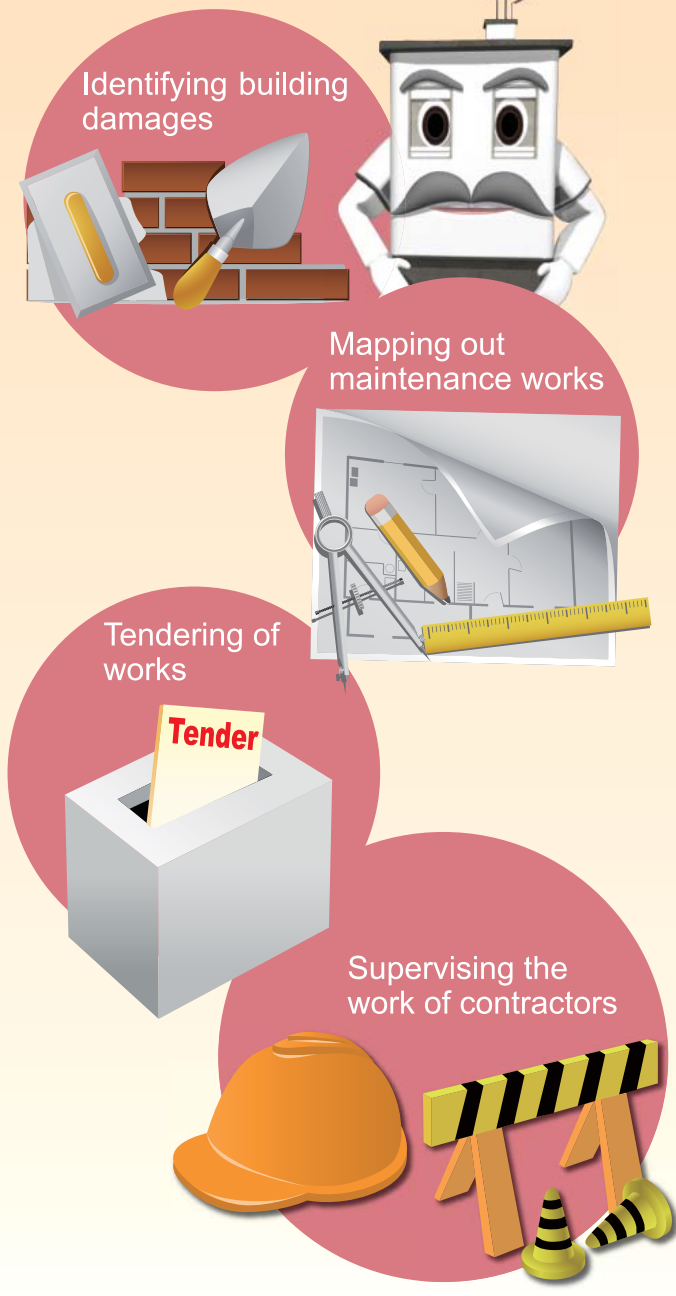 Identifying building
damages
Mapping out
maintenance works
Tendering of
works
Tender
Supervising the
work of contractors